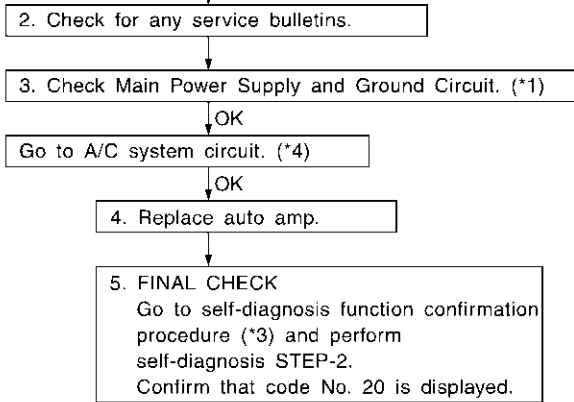 2. Check for any service bulletins.
3. Check Main Power Supply and Ground Circuit. (*1)
OK
Go to A/C system circuit. (*4)
OK
4. Replace auto amp.
5. FINAL CHECK
Go to self-diagnosis function confirmation
procedure (*3) and perform
self-diagnosis STEP-2.
Confirm that code No. 20 is displayed.